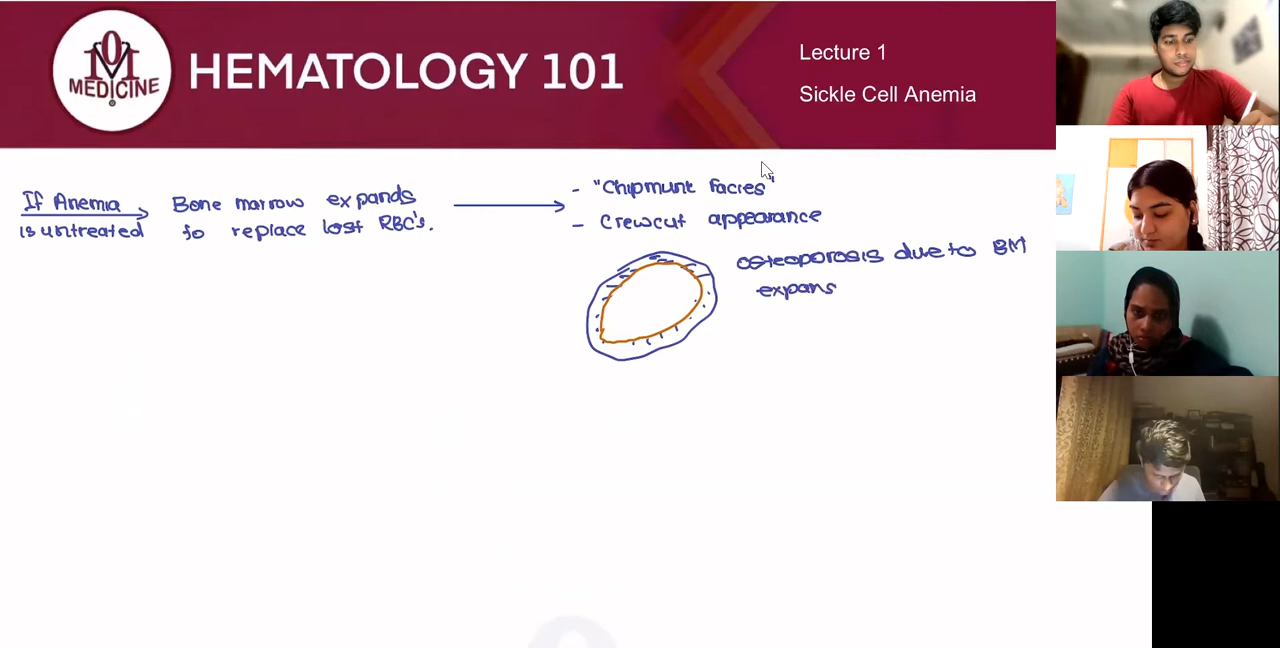 1O1
MEDICINE
HEMATOLOGY 101
Lecture 1
Sickle Cell Anemia
If Anemia
is untreated
Bone marrow expands
to replace lost RBC's.
- "Chipmunk facies"
- Crewcut appearance
osteoporosis due to BM
expans